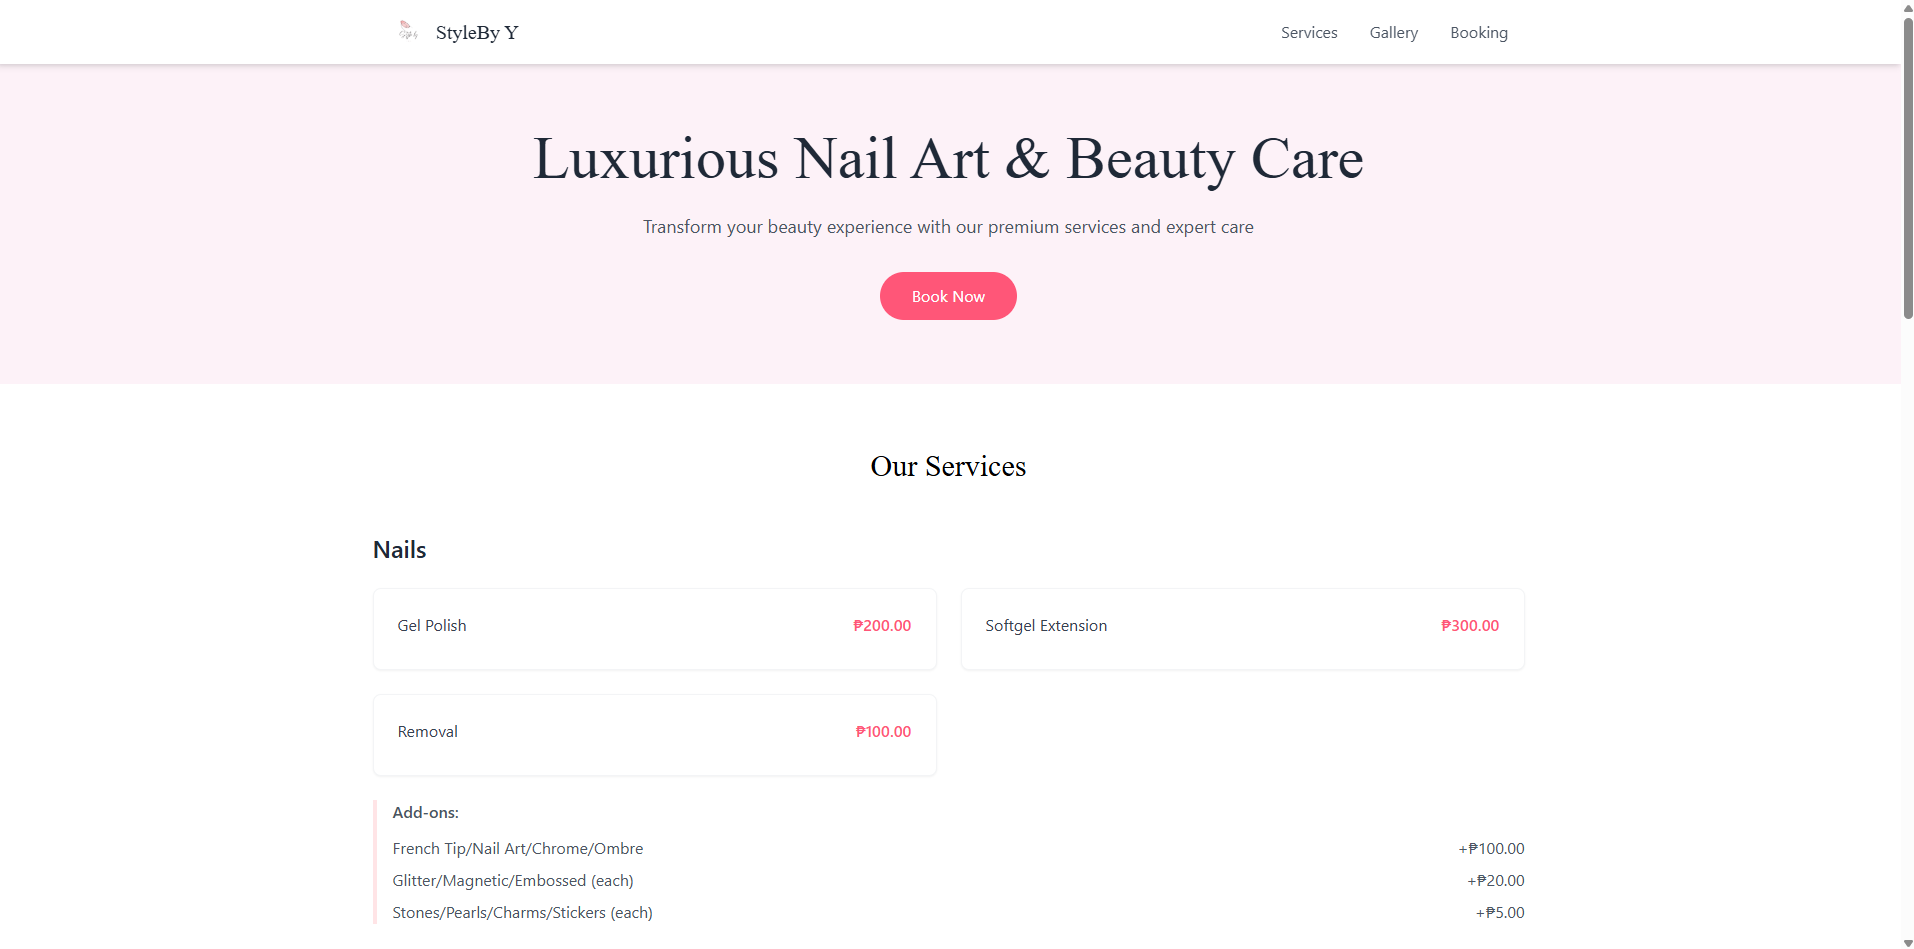 StyleBy Y
Services Gallery Booking
Luxurious Nail Art & Beauty Care
Transform your beauty experience with our premium services and expert care
Book Now
Our Services
Nails
Gel Polish ₱200.00
Softgel Extension ₱300.00
Removal ₱100.00
Add-ons:
French Tip/Nail Art/Chrome/Ombre +₱100.00
Glitter/Magnetic/Embossed (each) +₱20.00
Stones/Pearls/Charms/Stickers (each) +₱5.00